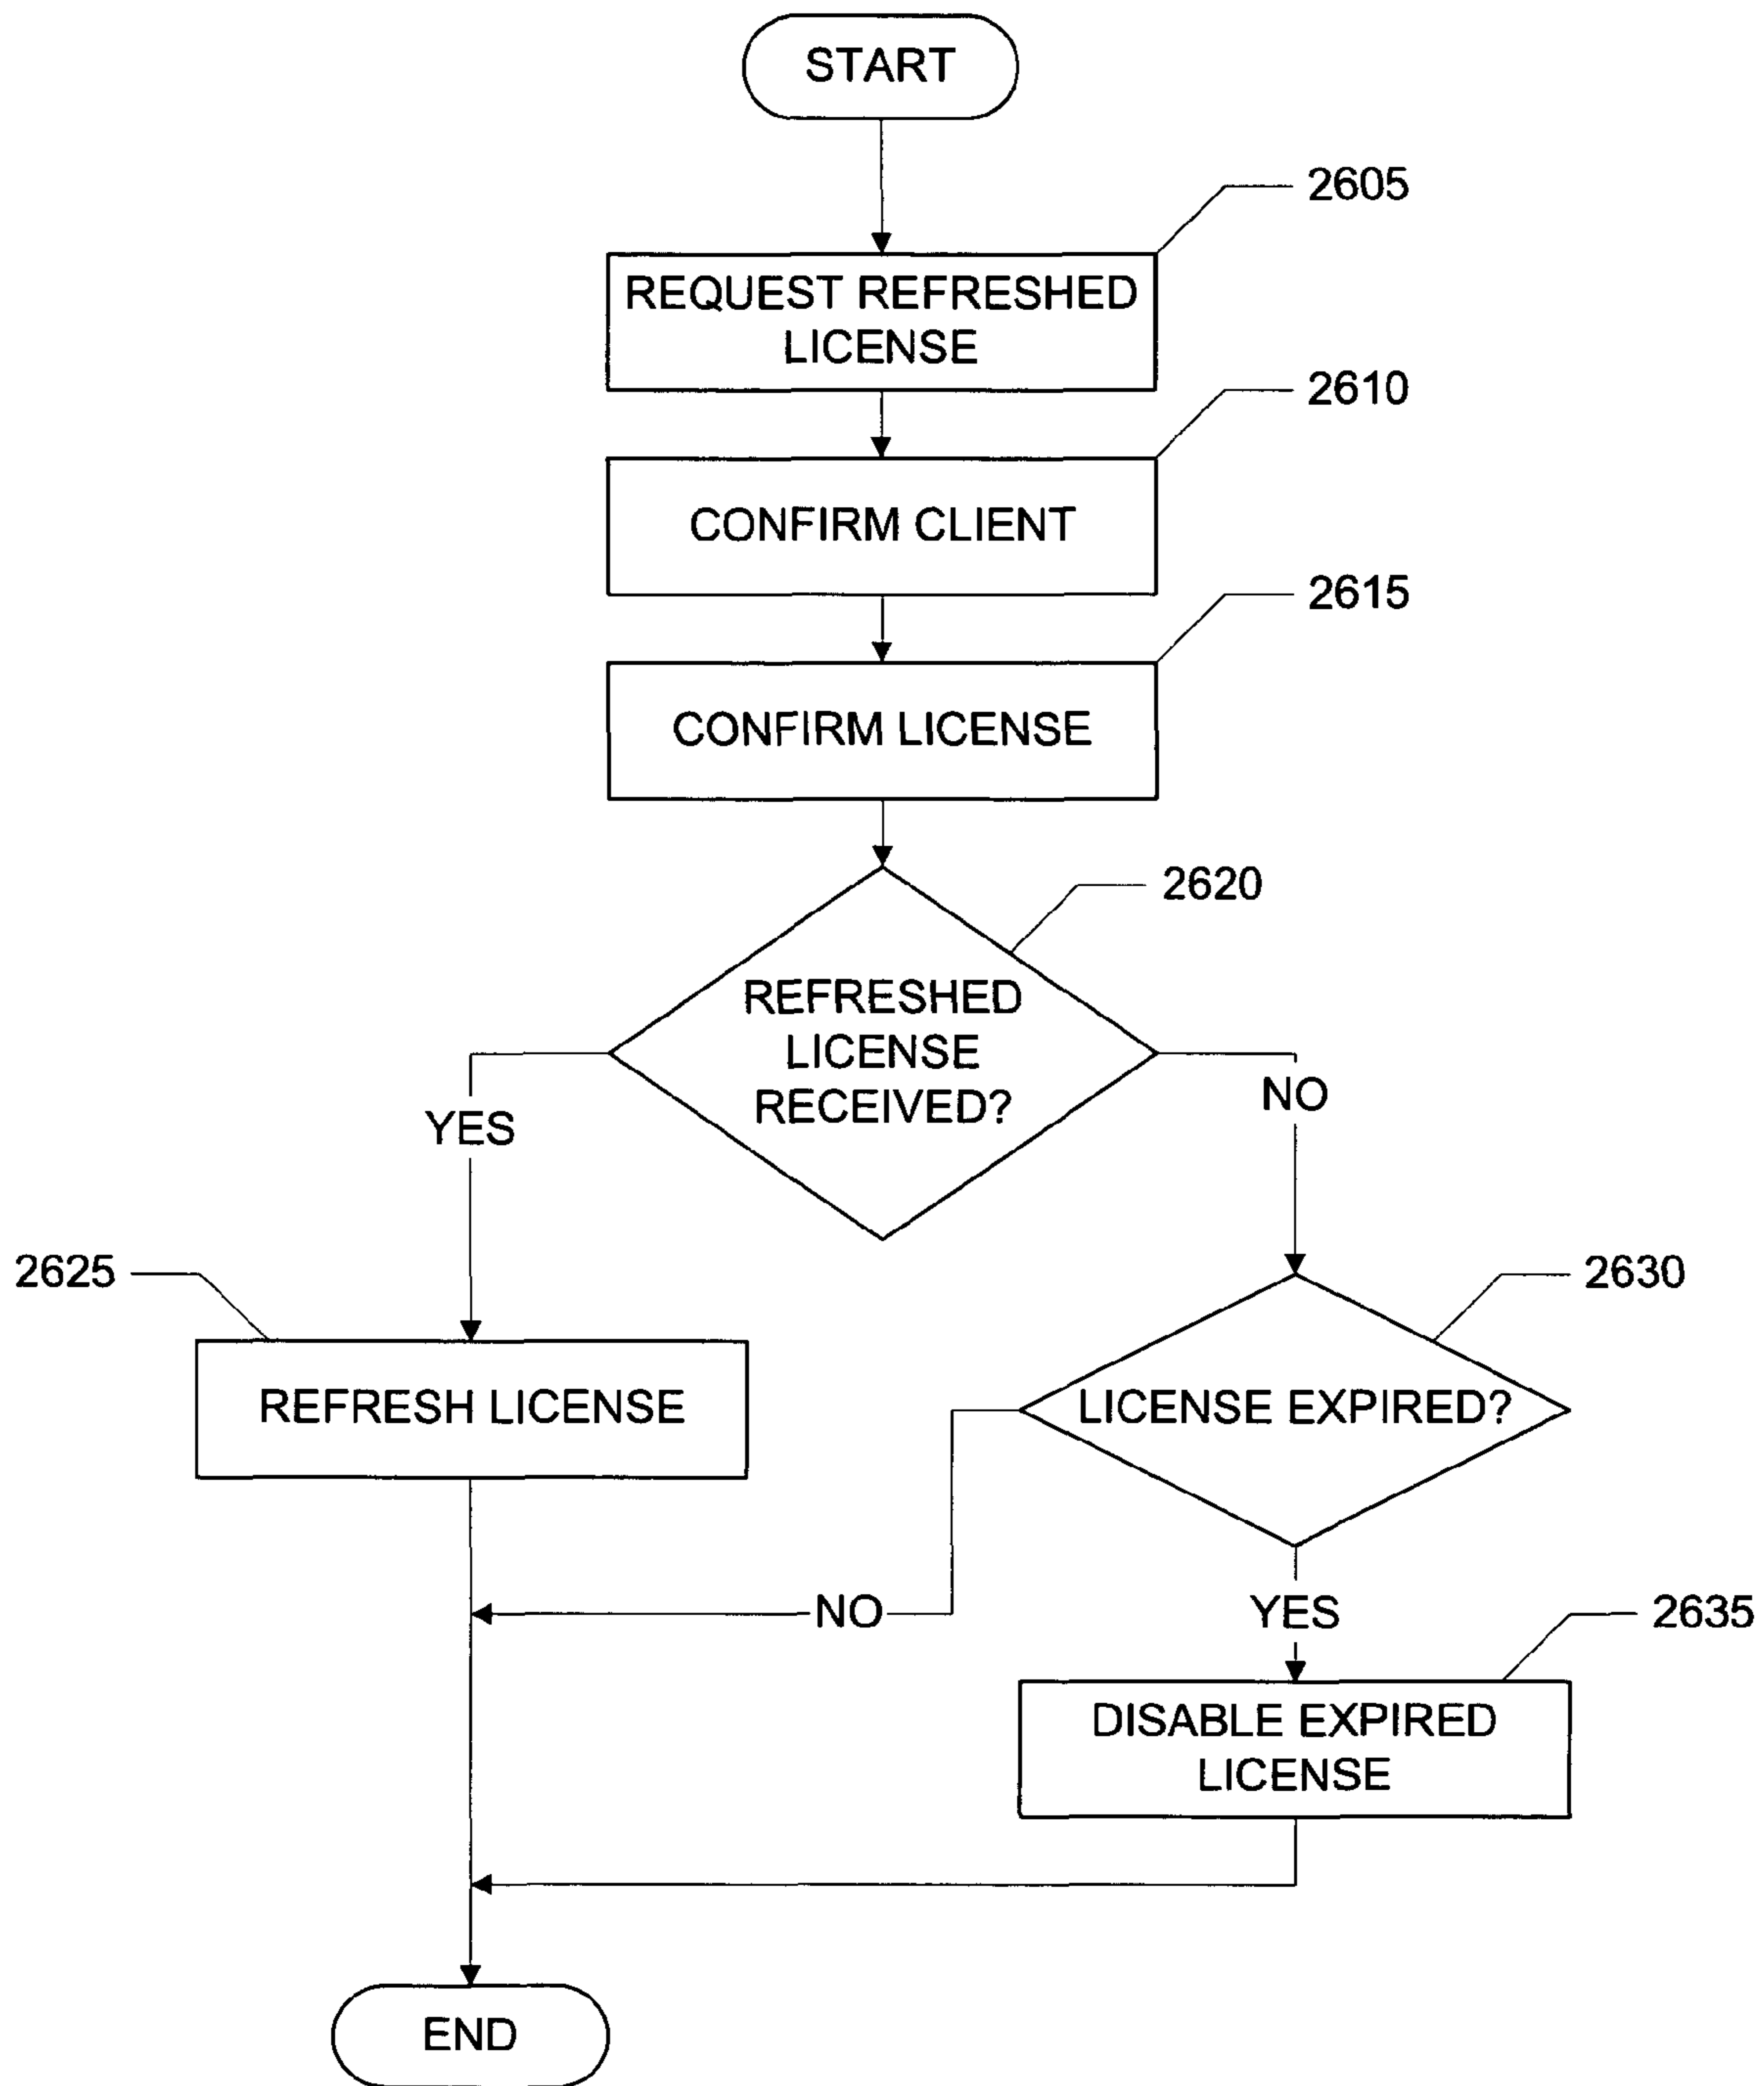 START
2605
REQUEST REFRESHED
LICENSE
2610
CONFIRM CLIENT
2615
CONFIRM LICENSE
2620
REFRESHED
LICENSE
RECEIVED?
YES
NO
2625
2630
REFRESH LICENSE
LICENSE EXPIRED?
NO
YES
2635
DISABLE EXPIRED
LICENSE
END